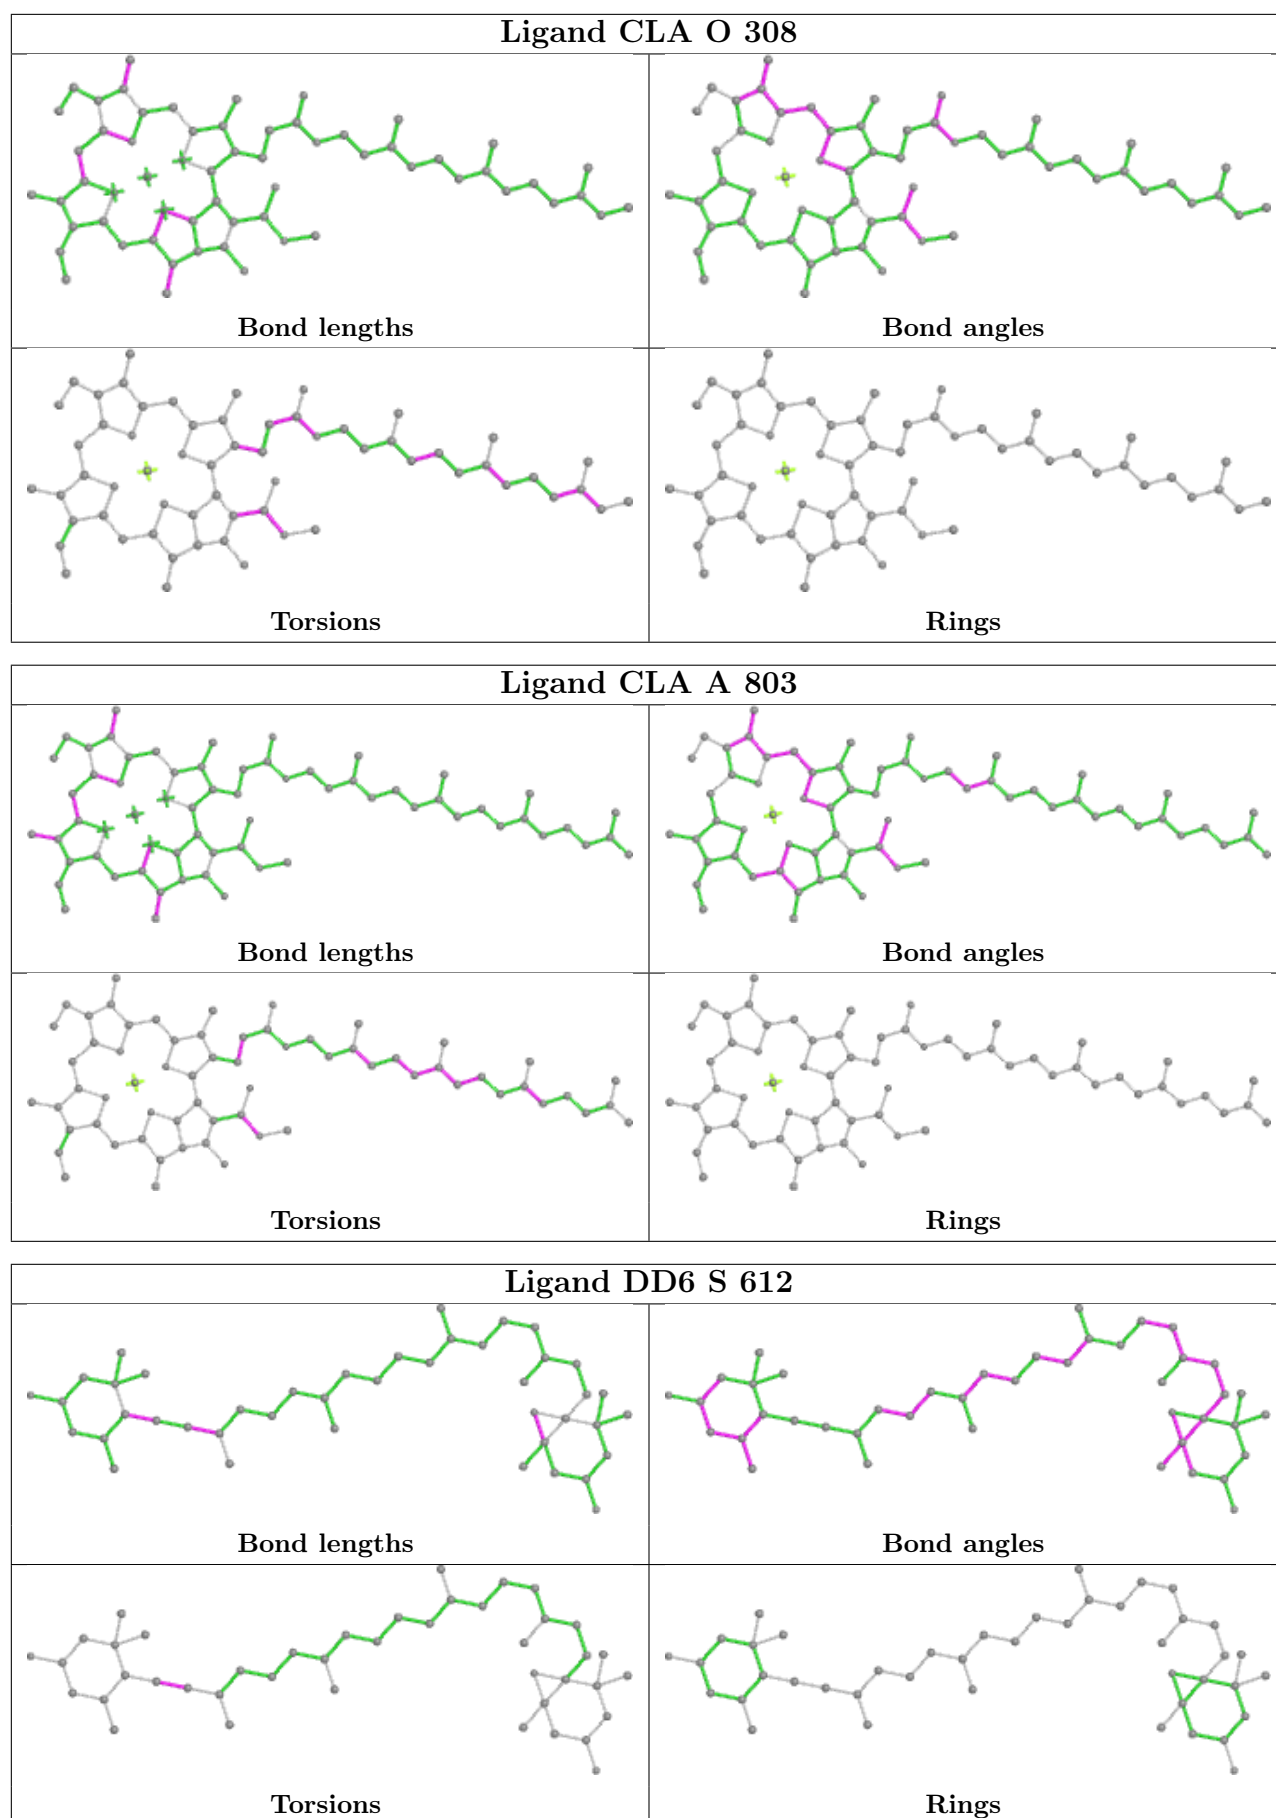 Ligand CLA O 308
Bond lengths
Bond angles
Torsions
Rings
Ligand CLA A 803
Bond lengths
Bond angles
Torsions
Rings
Ligand DD6 S 612
Bond lengths
Bond angles
Torsions
Rings